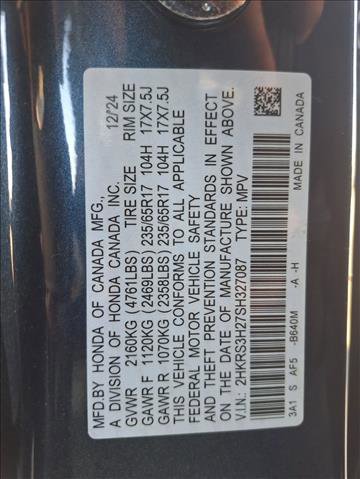 MFD.BY HONDA OF CANADA MFG.,
A DIVISION OF HONDA CANADA INC. 12/24
GVWR 2160KG (4761LBS) TIRE SIZE RIM SIZE
GAWR F 1120KG (2469LBS) 235/65R17 104H 17X7.5J
GAWR R 1070KG (2358LBS) 235/65R17 104H 17X7.5J
THIS VEHICLE CONFORMS TO ALL APPLICABLE
FEDERAL MOTOR VEHICLE SAFETY
AND THEFT PREVENTION STANDARDS IN EFFECT
ON THE DATE OF MANUFACTURE SHOWN ABOVE.
V.I.N.: 2HKRS3H27SH327087 TYPE: MPV
3A1 S AF5 -B640M -A -H MADE IN CANADA